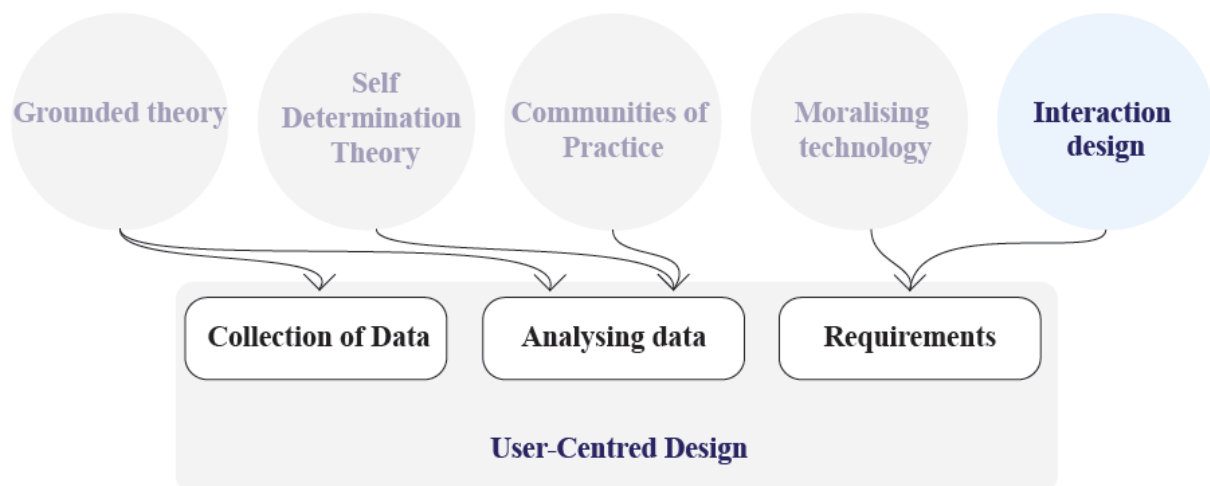 Grounded theory
Self
Determination
Theory
Communities of
Practice
Moralising
technology
Interaction
design
Collection of Data
Analysing data
Requirements
User-Centred Design